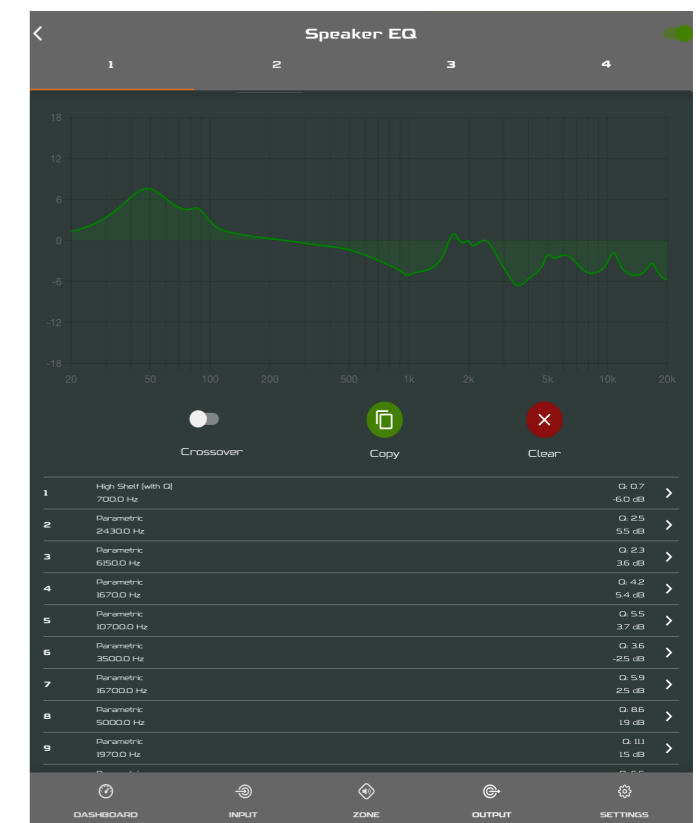 Speaker EQ
1 2 3 4
18
12
6
0
-6
-12
-18
20 50 100 200 500 1k 2k 5k 10k 20k
Crossover Copy Clear
1 High Shelf (with Q) Q: 0.7
700.0 Hz -6.0 dB
2 Parametric Q: 2.5
2430.0 Hz 5.5 dB
3 Parametric Q: 2.3
6150.0 Hz 3.6 dB
4 Parametric Q: 4.2
1670.0 Hz 5.4 dB
5 Parametric Q: 5.5
10700.0 Hz 3.7 dB
6 Parametric Q: 3.6
3500.0 Hz -2.5 dB
7 Parametric Q: 5.9
16700.0 Hz 2.5 dB
8 Parametric Q: 8.6
5000.0 Hz 1.9 dB
9 Parametric Q: 11.1
1970.0 Hz 1.5 dB
DASHBOARD INPUT ZONE OUTPUT SETTINGS